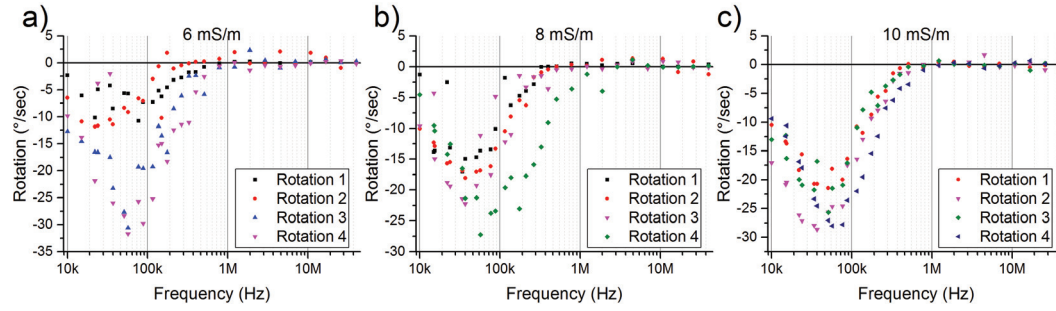 a)
6 mS/m
Rotation (°/sec)
5
0
-5
-10
-15
-20
-25
-30
-35
Rotation 1
Rotation 2
Rotation 3
Rotation 4
10k
100k
1M
10M
Frequency (Hz)
b)
8 mS/m
Rotation (°/sec)
5
0
-5
-10
-15
-20
-25
-30
Rotation 1
Rotation 2
Rotation 3
Rotation 4
10k
100k
1M
10M
Frequency (Hz)
c)
10 mS/m
Rotation (°/sec)
5
0
-5
-10
-15
-20
-25
-30
Rotation 1
Rotation 2
Rotation 3
Rotation 4
10k
100k
1M
10M
Frequency (Hz)